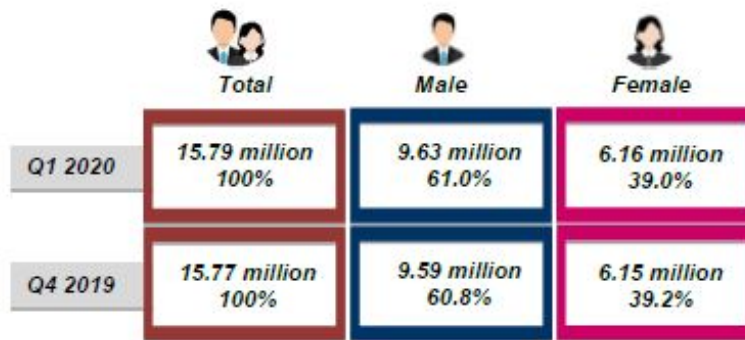 Total Male Female
Q1 2020
15.79 million
100%
9.63 million
61.0%
6.16 million
39.0%
Q4 2019
15.77 million
100%
9.59 million
60.8%
6.15 million
39.2%